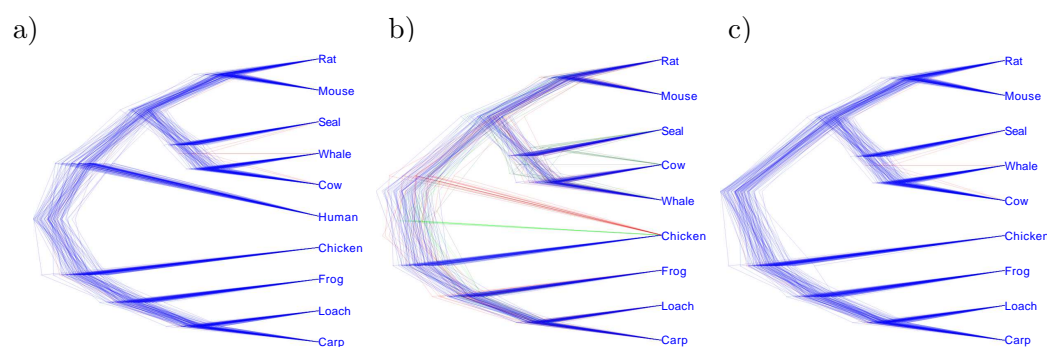 a)
Rat
Mouse
Seal
Whale
Cow
Human
Chicken
Frog
Loach
Carp
b)
Rat
Mouse
Seal
Cow
Whale
Chicken
Frog
Loach
Carp
c)
Rat
Mouse
Seal
Whale
Cow
Chicken
Frog
Loach
Carp